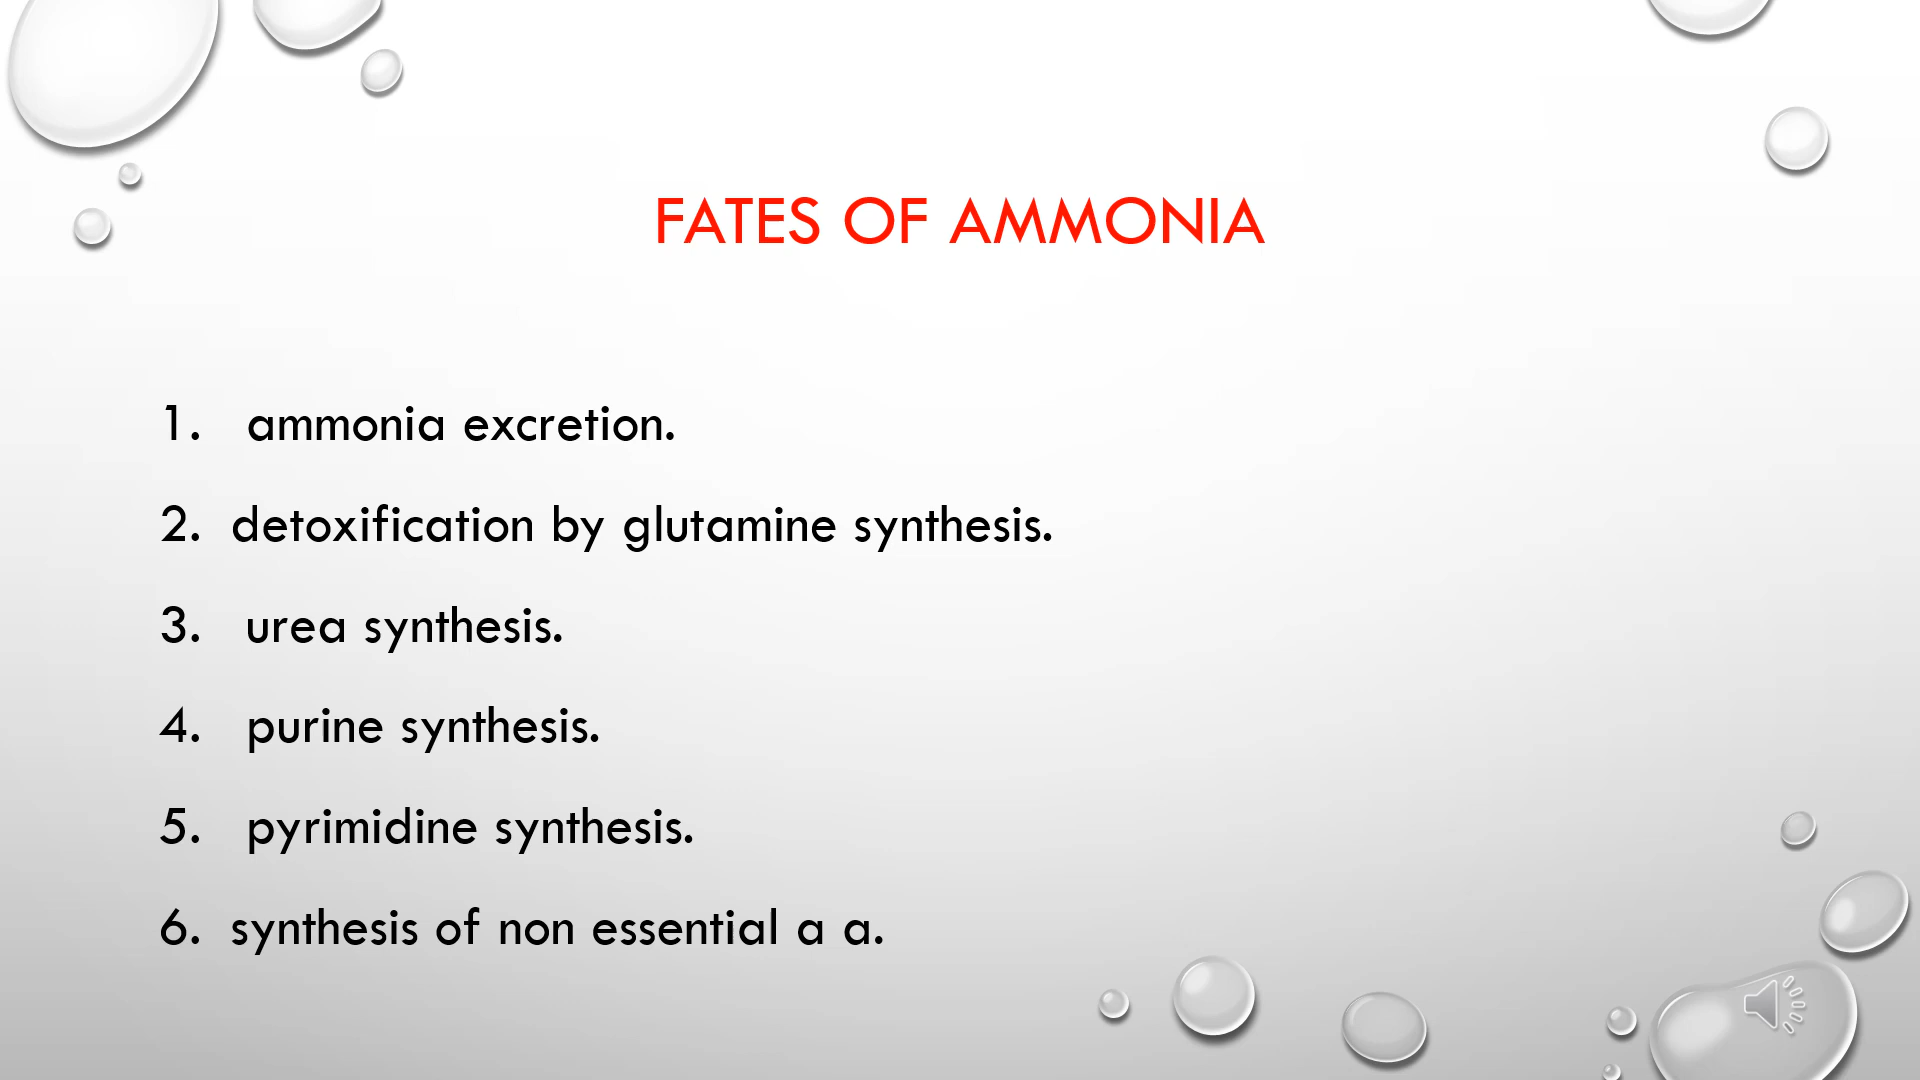 FATES OF AMMONIA
1. ammonia excretion.
2. detoxification by glutamine synthesis.
3. urea synthesis.
4. purine synthesis.
5. pyrimidine synthesis.
6. synthesis of non essential a a.